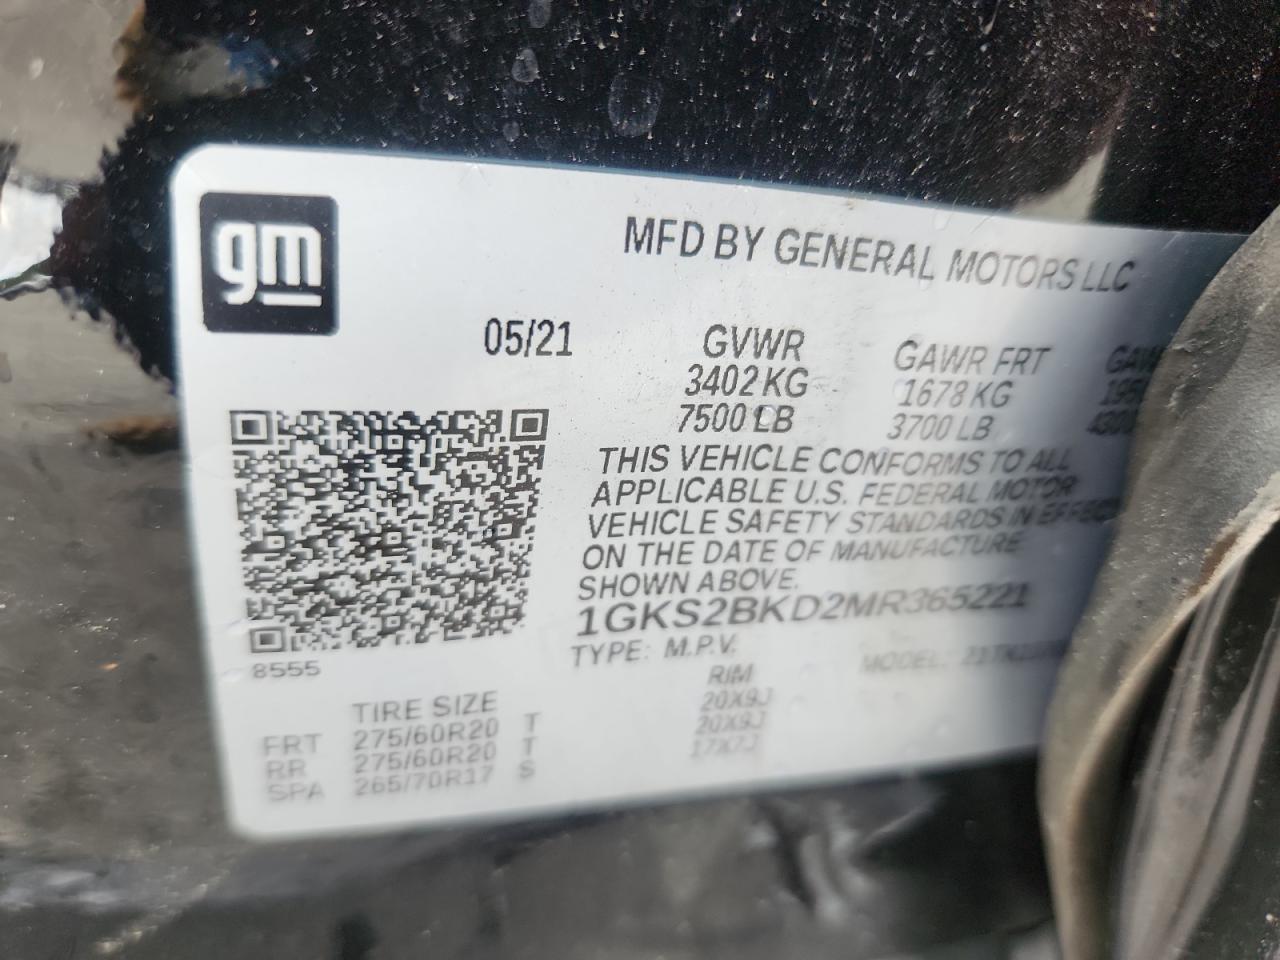 gm
MFD BY GENERAL MOTORS LLC
05/21
GVWR
3402 KG
7500 LB
GAWR FRT
1678 KG
3700 LB
THIS VEHICLE CONFORMS TO ALL
APPLICABLE U.S. FEDERAL MOTOR
VEHICLE SAFETY STANDARDS IN EFFECT
ON THE DATE OF MANUFACTURE
SHOWN ABOVE.
1GKS2BKD2MR365221
TYPE: M.P.V. MODEL:
8555
TIRE SIZE RIM
FRT 275/60R20 T 20X9J
RR 275/60R20 T 20X9J
SPA 265/70R17 S 17X7J